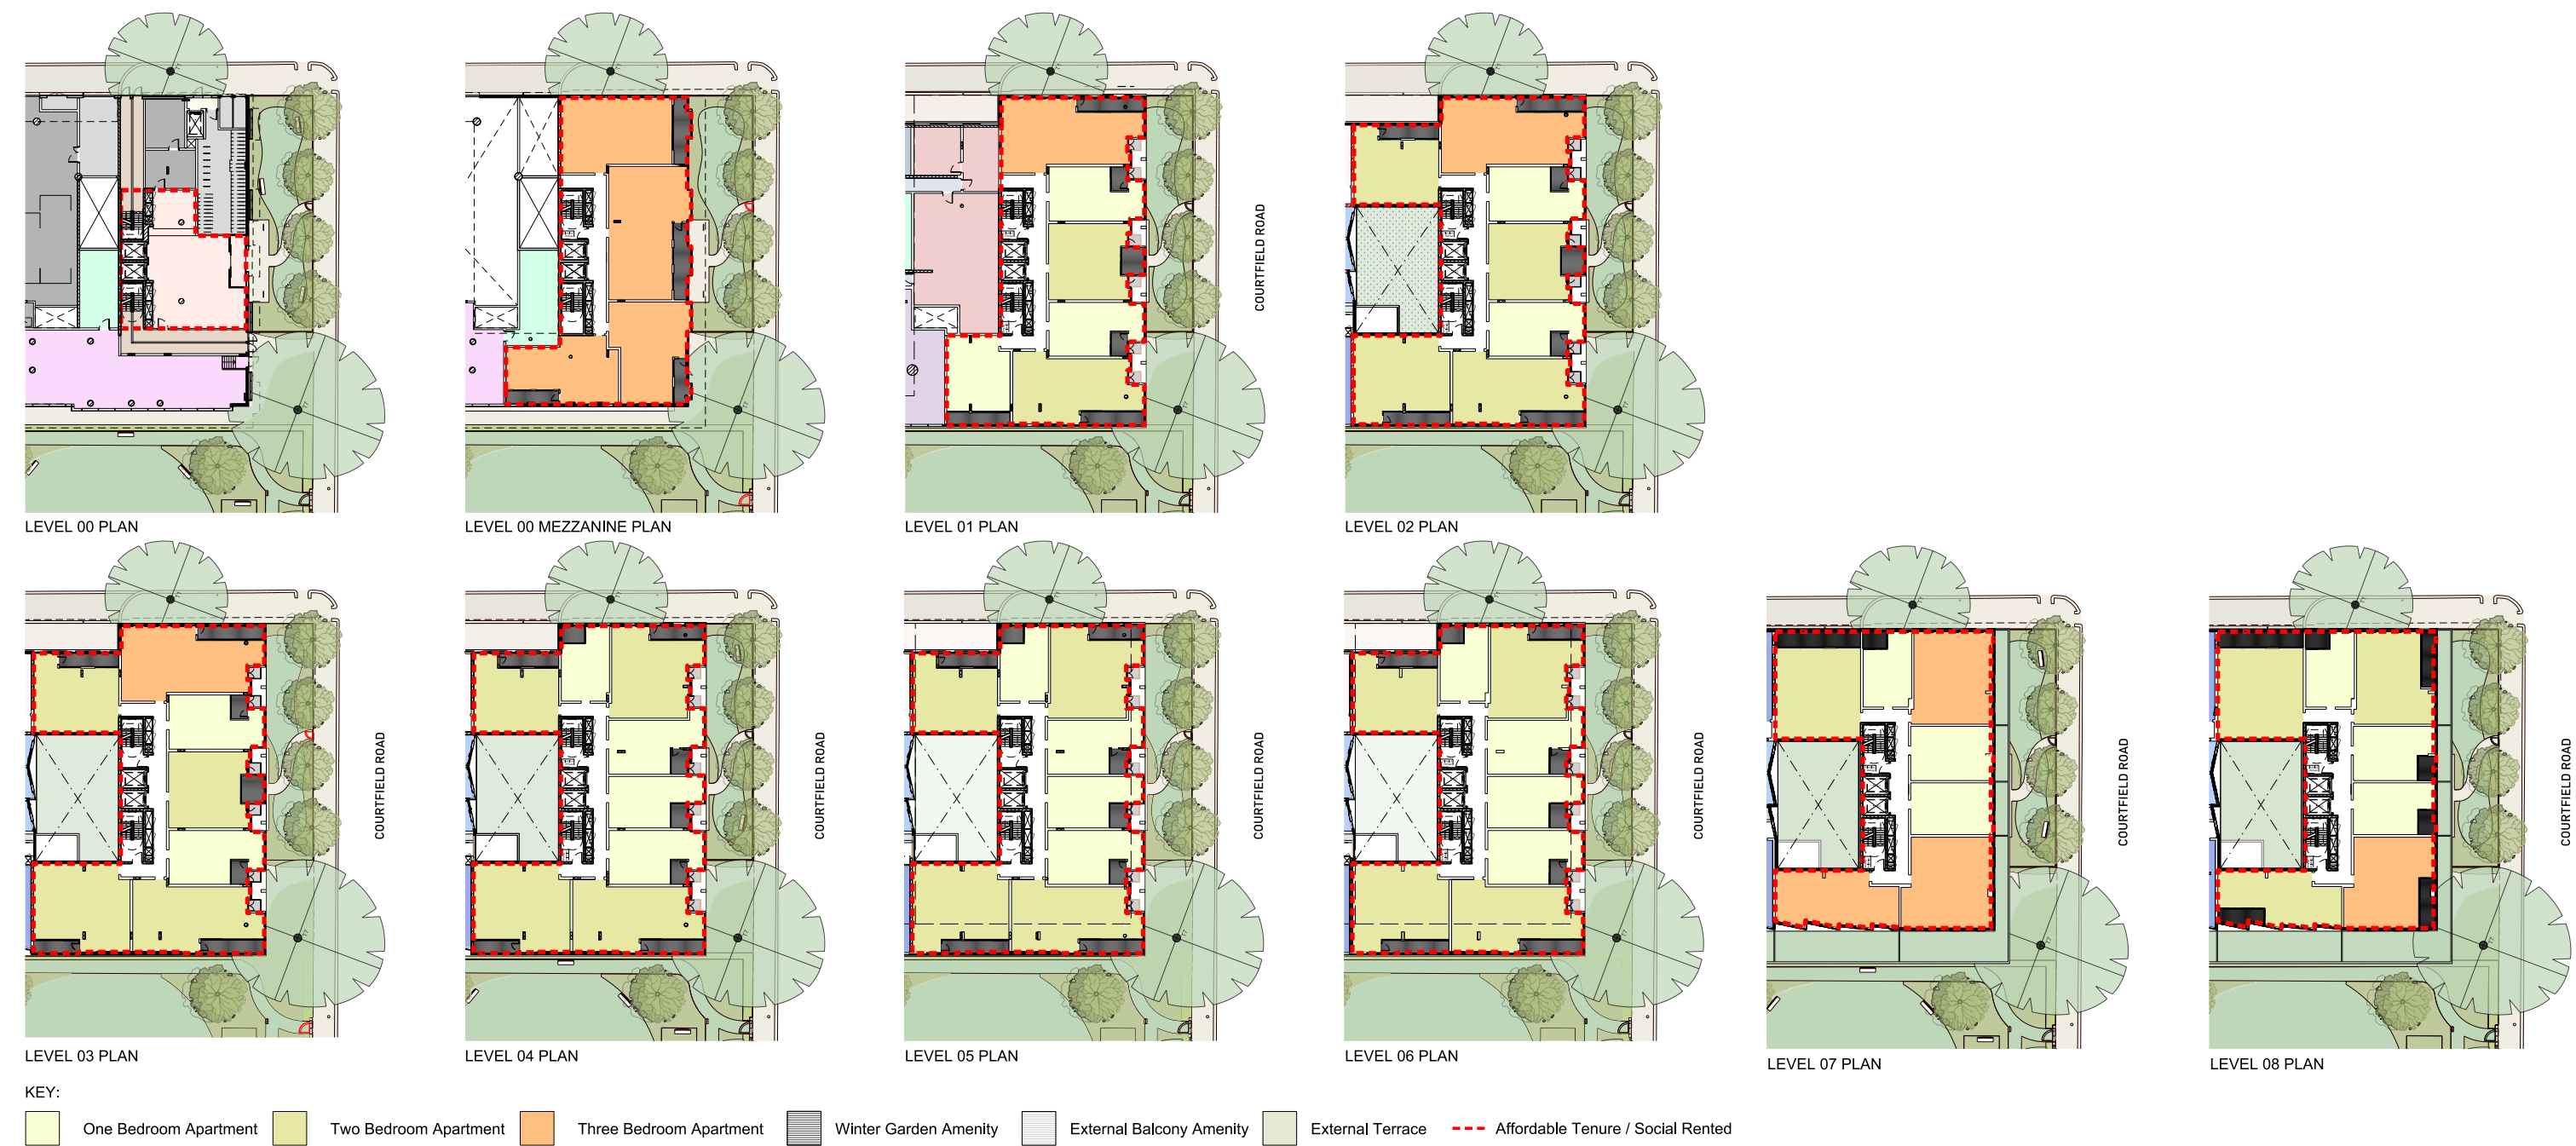 LEVEL 00 PLAN
LEVEL 00 MEZZANINE PLAN
LEVEL 01 PLAN
COURTFIELD ROAD
LEVEL 02 PLAN
LEVEL 03 PLAN
COURTFIELD ROAD
LEVEL 04 PLAN
COURTFIELD ROAD
LEVEL 05 PLAN
COURTFIELD ROAD
LEVEL 06 PLAN
COURTFIELD ROAD
LEVEL 07 PLAN
COURTFIELD ROAD
LEVEL 08 PLAN
COURTFIELD ROAD
KEY:
One Bedroom Apartment
Two Bedroom Apartment
Three Bedroom Apartment
Winter Garden Amenity
External Balcony Amenity
External Terrace
Affordable Tenure / Social Rented